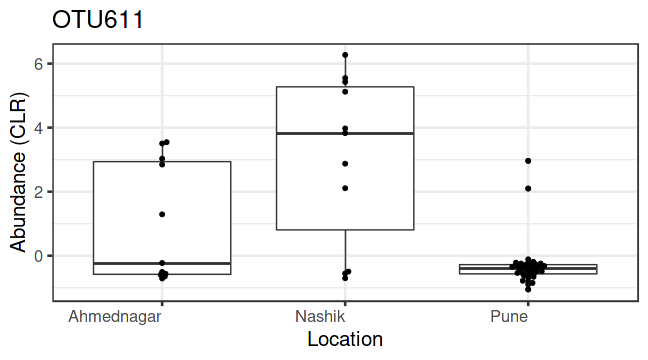 OTU611
Abundance (CLR)
6
4
2
0
Ahmednagar Nashik Pune
Location